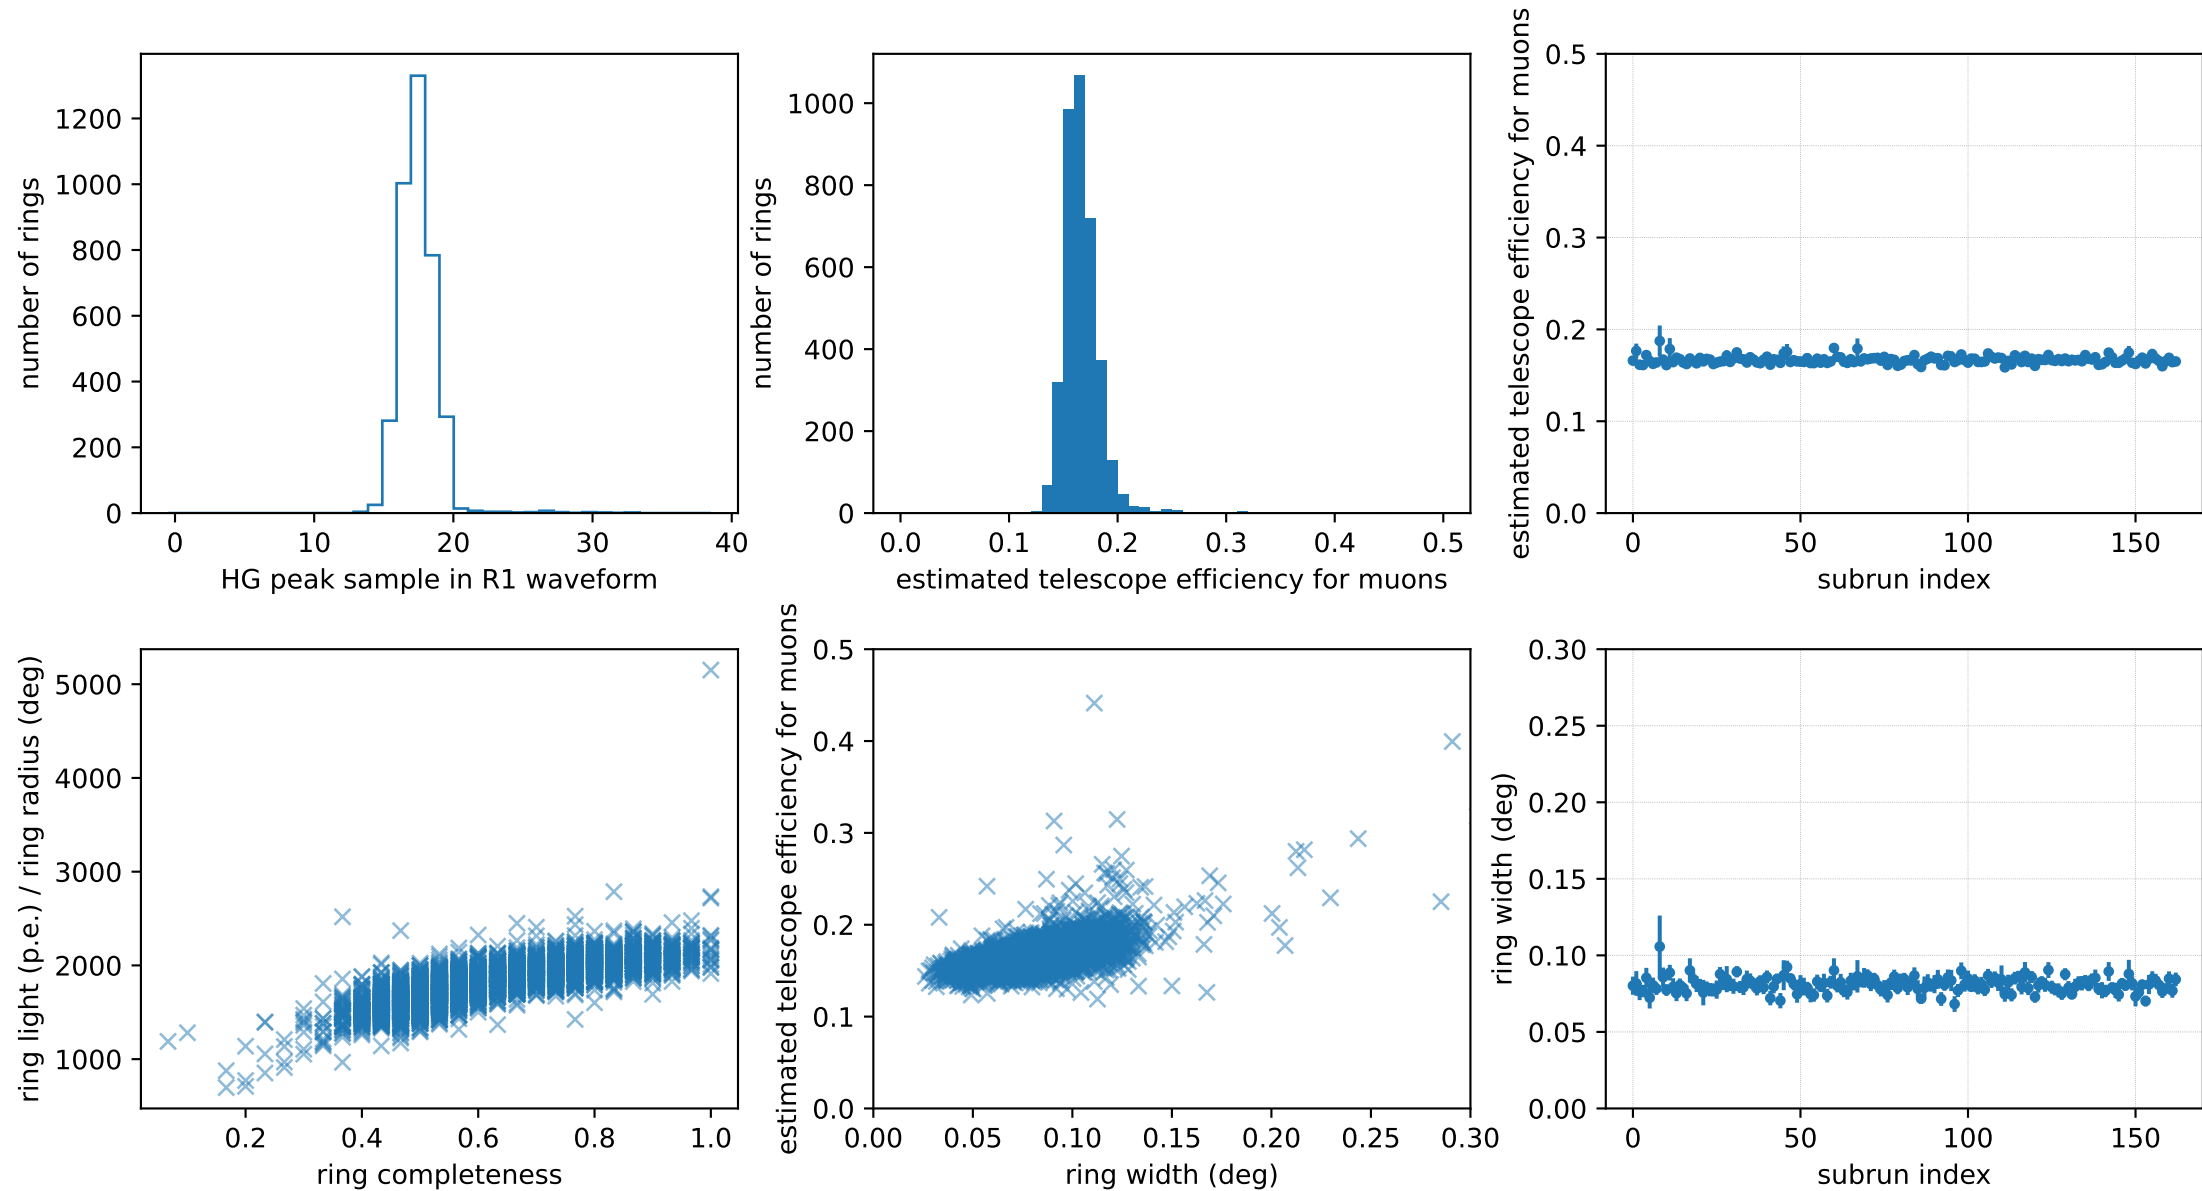 number of rings
1200
1000
800
600
400
200
0
0 10 20 30 40
HG peak sample in R1 waveform
number of rings
1000
800
600
400
200
0
0.0 0.1 0.2 0.3 0.4 0.5
estimated telescope efficiency for muons
estimated telescope efficiency for muons
0.5
0.4
0.3
0.2
0.1
0.0
0 50 100 150
subrun index
ring light (p.e.) / ring radius (deg)
5000
4000
3000
2000
1000
0.2 0.4 0.6 0.8 1.0
ring completeness
estimated telescope efficiency for muons
0.5
0.4
0.3
0.2
0.1
0.0
0.00 0.05 0.10 0.15 0.20 0.25 0.30
ring width (deg)
ring width (deg)
0.30
0.25
0.20
0.15
0.10
0.05
0.00
0 50 100 150
subrun index